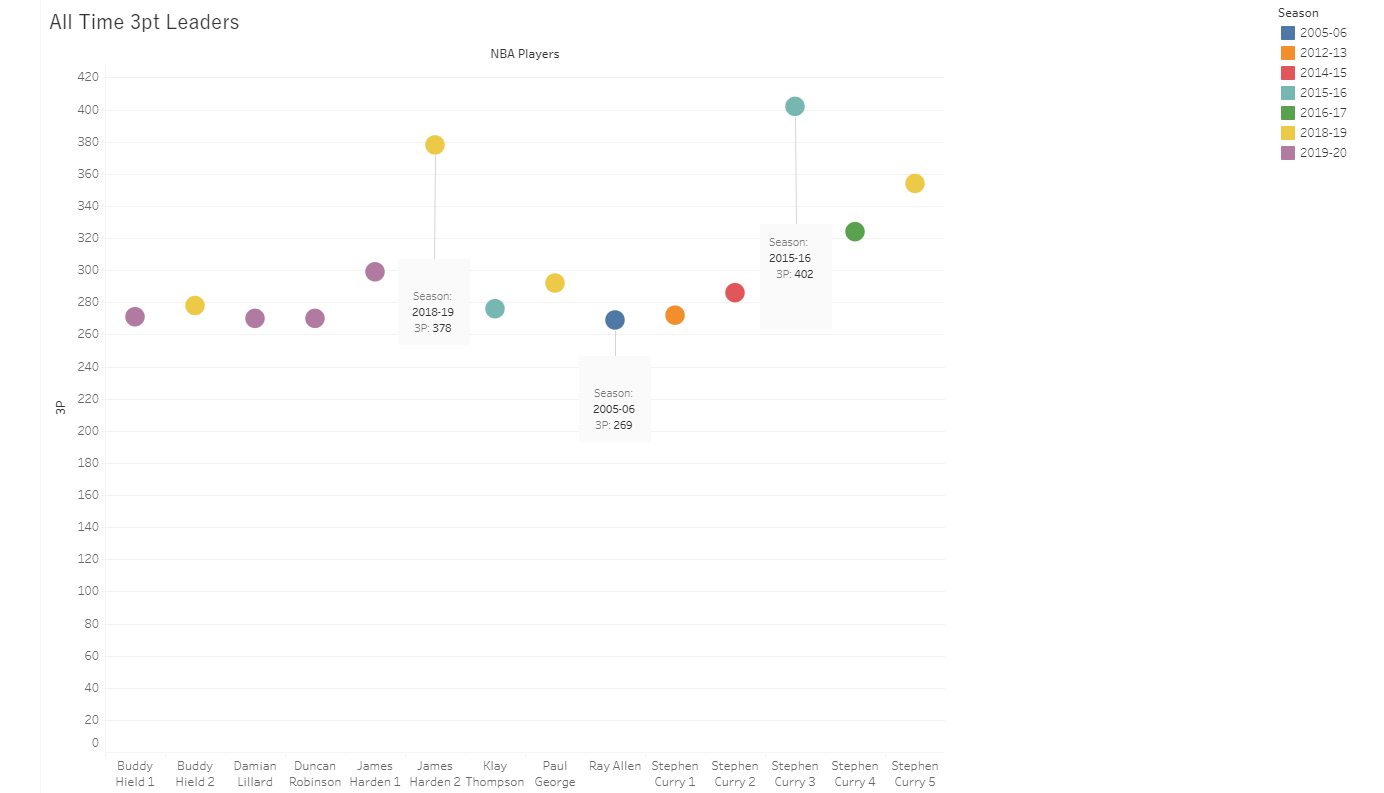 All Time 3pt Leaders
NBA Players
Season
2005-06
2012-13
2014-15
2015-16
2016-17
2018-19
2019-20
3P
420
400
380
360
340
320
300
280
260
240
220
200
180
160
140
120
100
80
60
40
20
0
Season:
2018-19
3P: 378
Season:
2005-06
3P: 269
Season:
2015-16
3P: 402
Buddy
Hield 1
Buddy
Hield 2
Damian
Lillard
Duncan
Robinson
James
Harden 1
James
Harden 2
Klay
Thompson
Paul
George
Ray Allen
Stephen
Curry 1
Stephen
Curry 2
Stephen
Curry 3
Stephen
Curry 4
Stephen
Curry 5